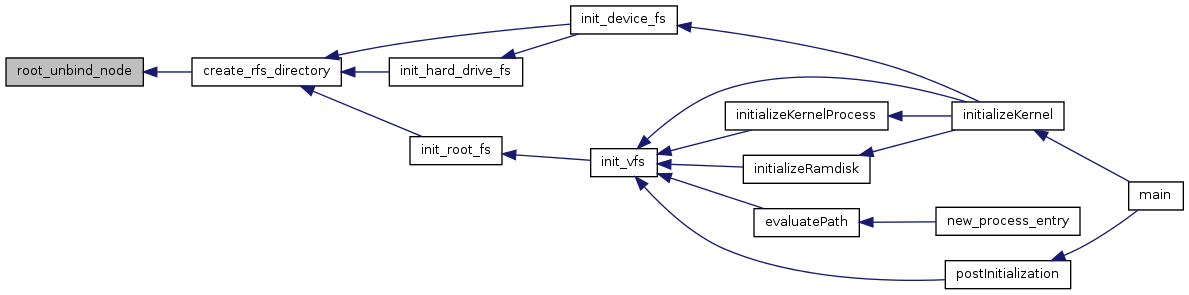 root_unbind_node
create_rfs_directory
init_device_fs
init_hard_drive_fs
init_root_fs
init_vfs
initializeKernelProcess
initializeKernel
initializeRamdisk
main
evaluatePath
new_process_entry
postInitialization